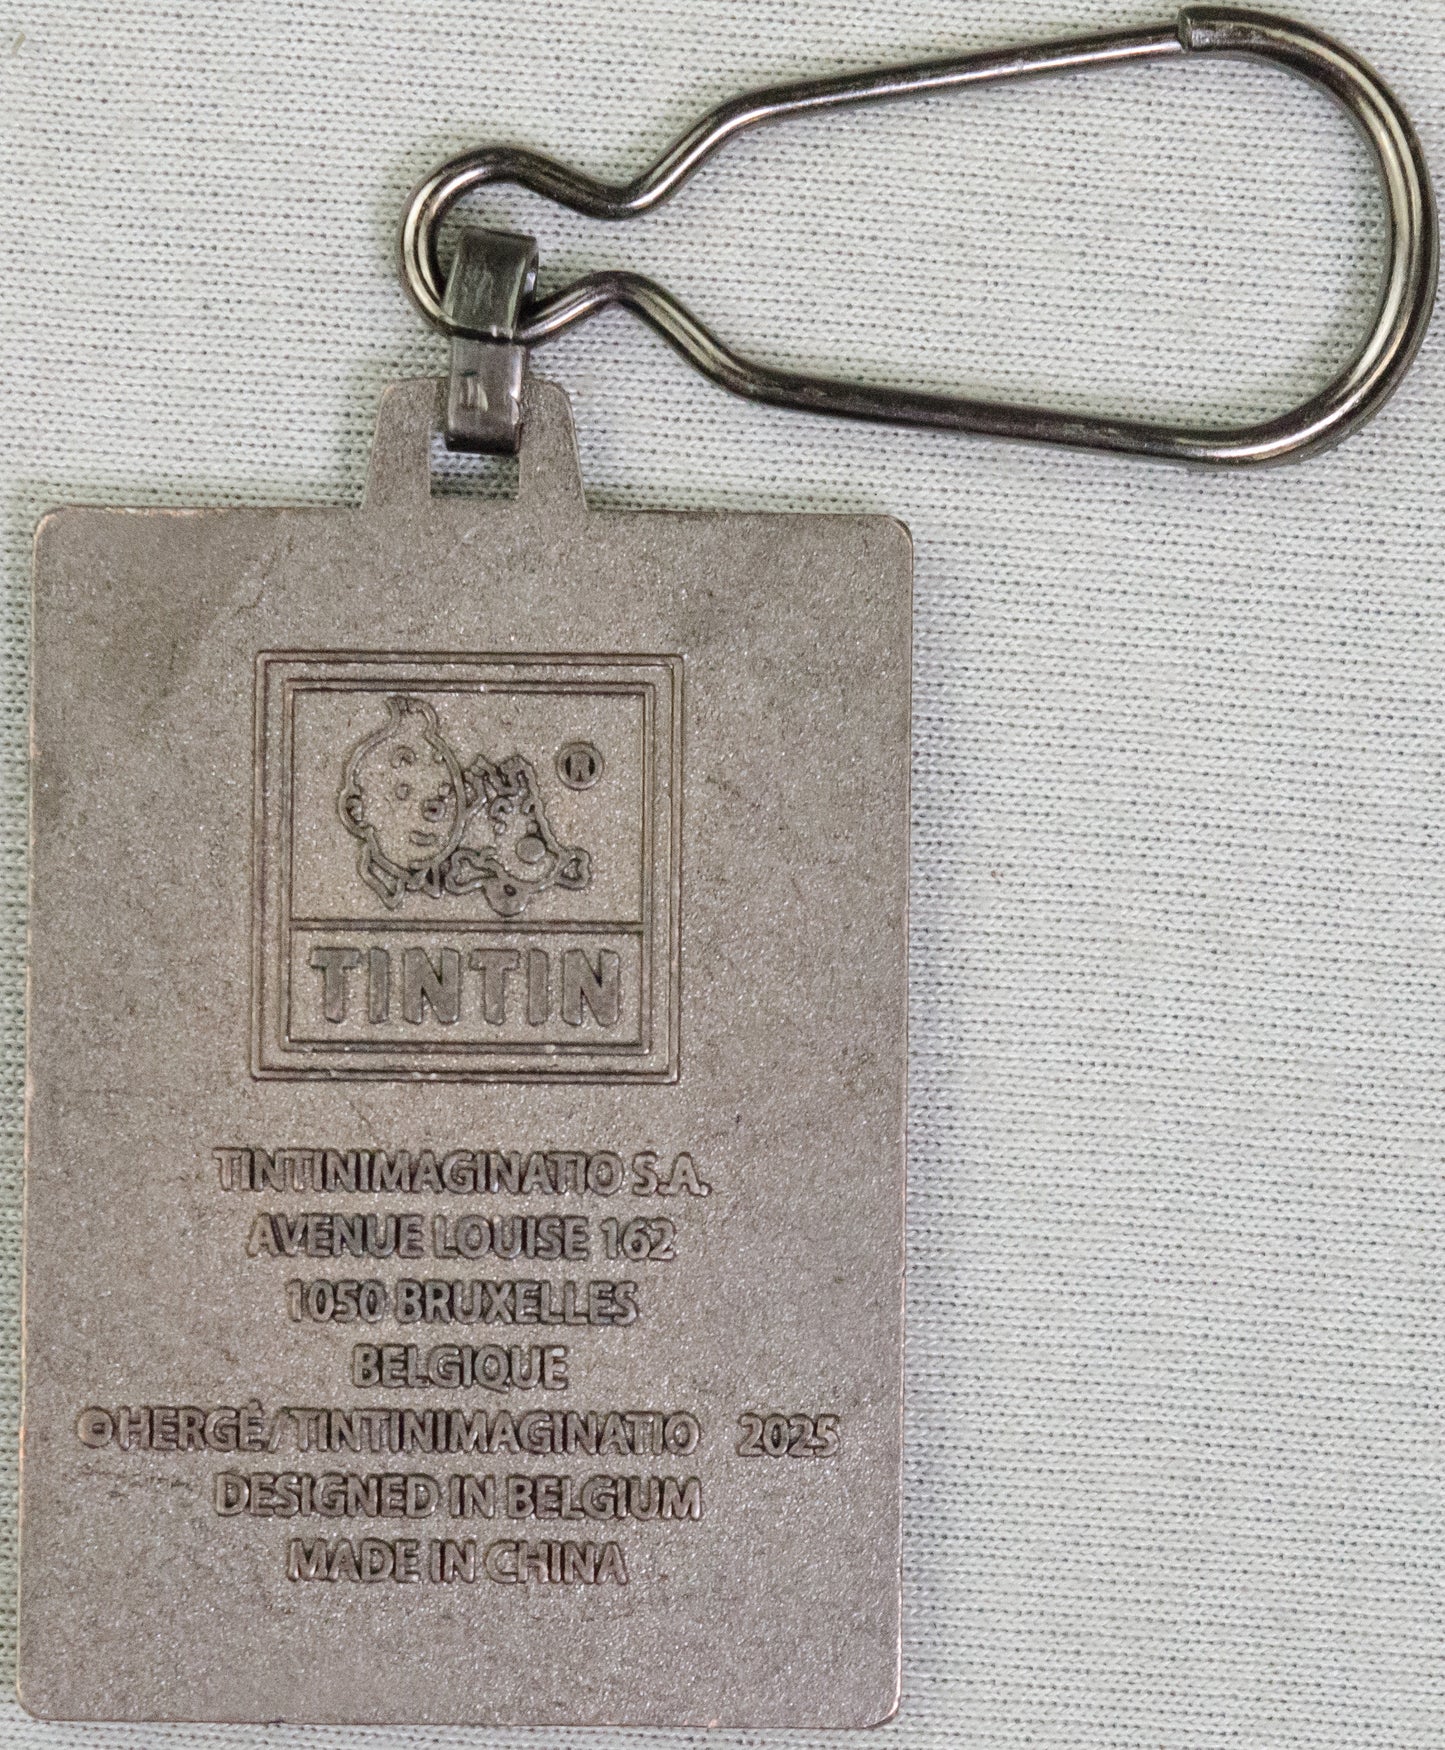 ®
TINTIN
TINTINIMAGINATIO S.A.
AVENUE LOUISE 162
1050 BRUXELLES
BELGIQUE
©HERGÉ/TINTINIMAGINATIO 2025
DESIGNED IN BELGIUM
MADE IN CHINA